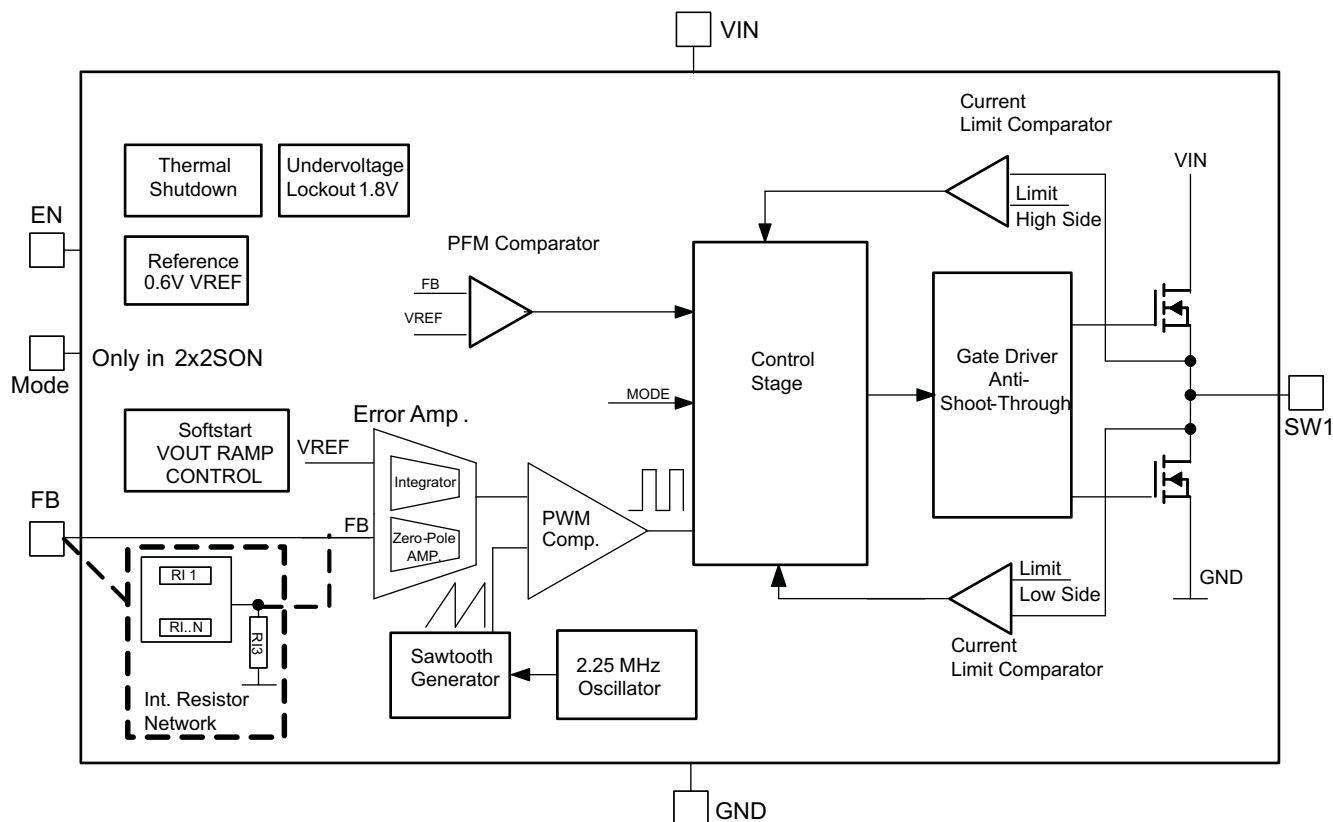 VIN
Current
Limit Comparator
Thermal
Shutdown
Undervoltage
Lockout 1.8V
VIN
Limit
High Side
EN
PFM Comparator
Reference
0.6V VREF
FB
VREF
Mode
Only in 2x2SON
Control
Stage
Gate Driver
Anti-
Shoot-Through
MODE
SW1
Error Amp .
Softstart
VOUT RAMP
CONTROL
VREF
Integrator
FB
FB
Zero-Pole
AMP.
PWM
Comp.
RI 1
RI..N
RI3
Int. Resistor
Network
Limit
Low Side
GND
Current
Limit Comparator
Sawtooth
Generator
2.25 MHz
Oscillator
GND